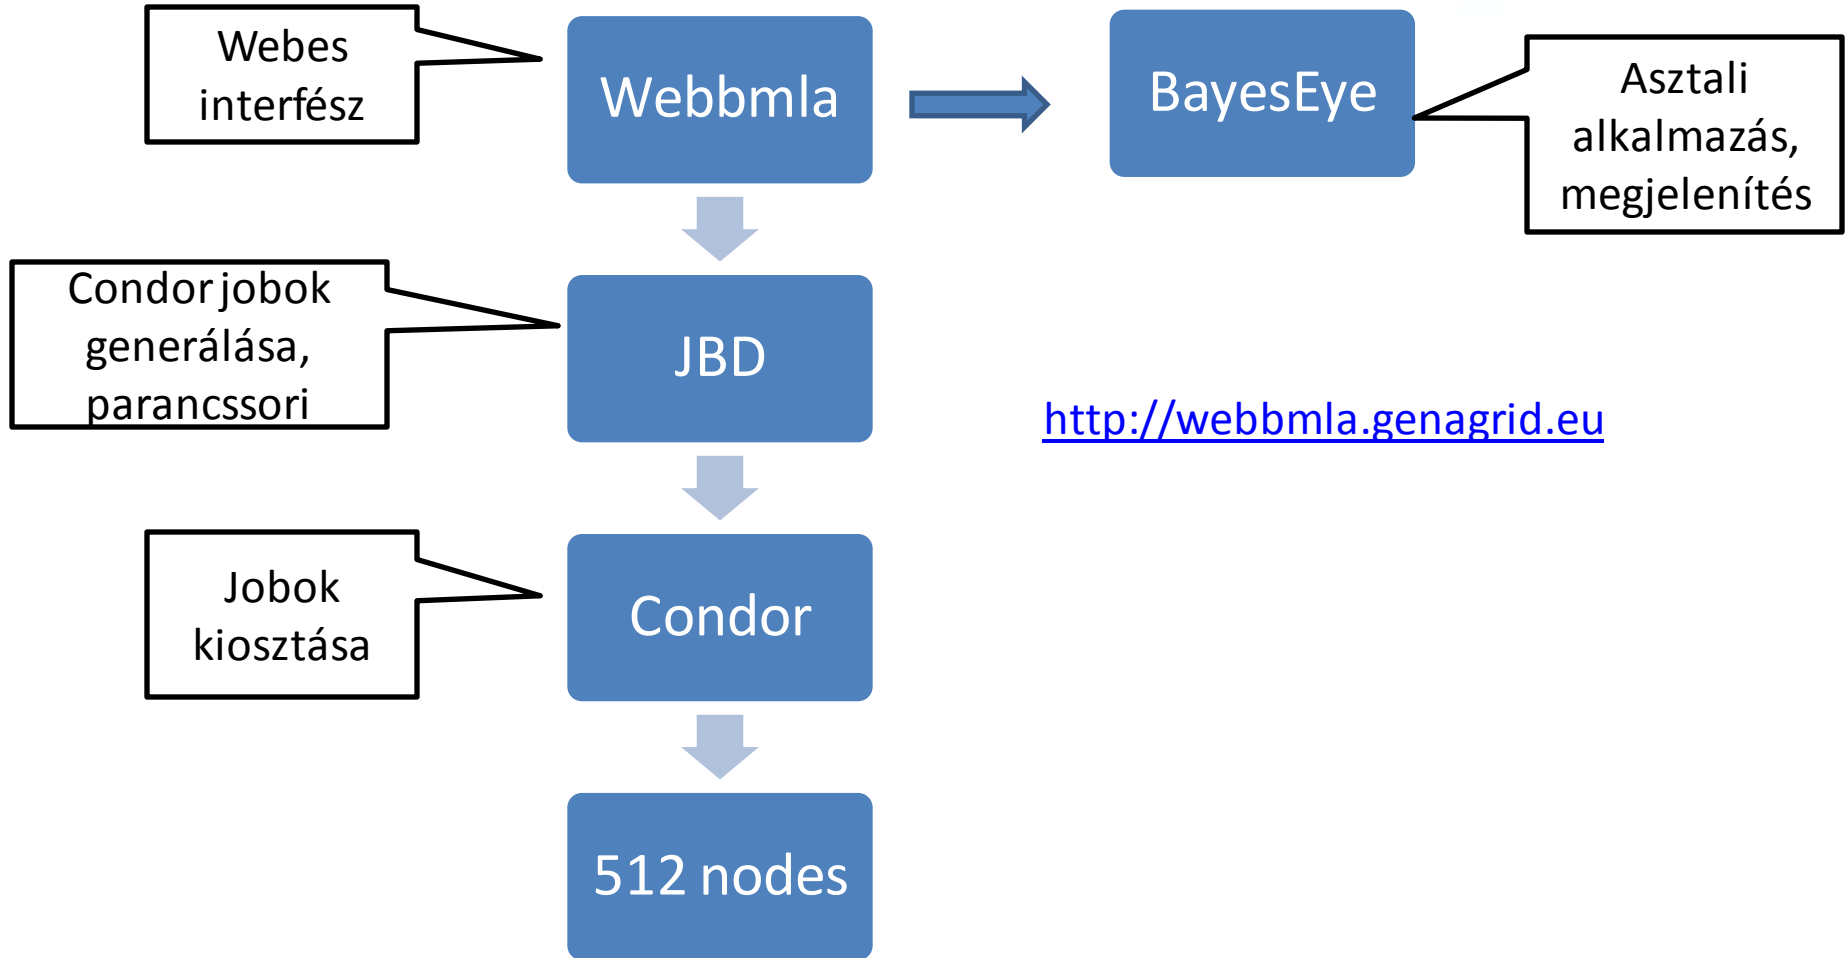 Webes
interfész
Webbmla
BayesEye
Asztali
alkalmazás,
megjelenítés
Condor jobok
generálása,
parancssori
JBD
http://webbmla.genagrid.eu
Jobok
kiosztása
Condor
512 nodes